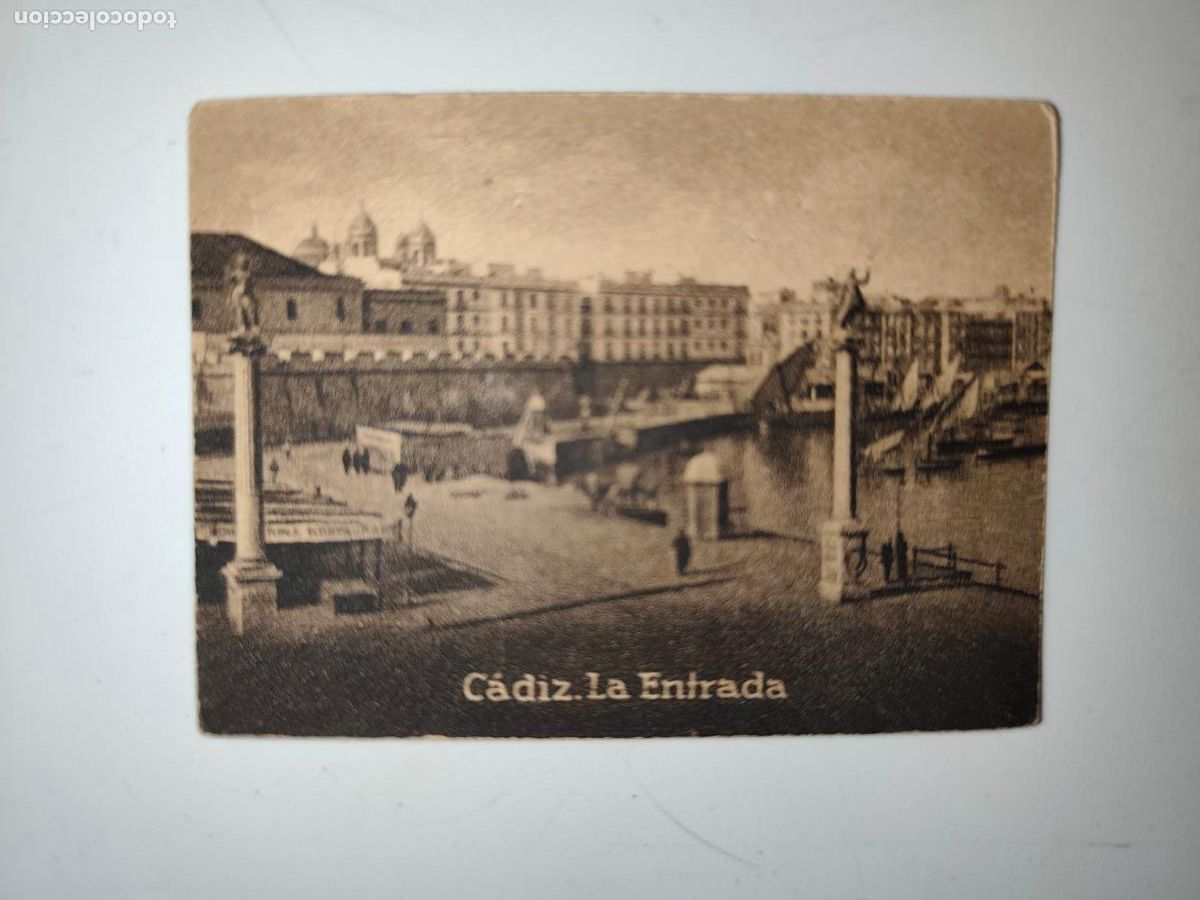 todocoleccion
Cádiz. La Entrada